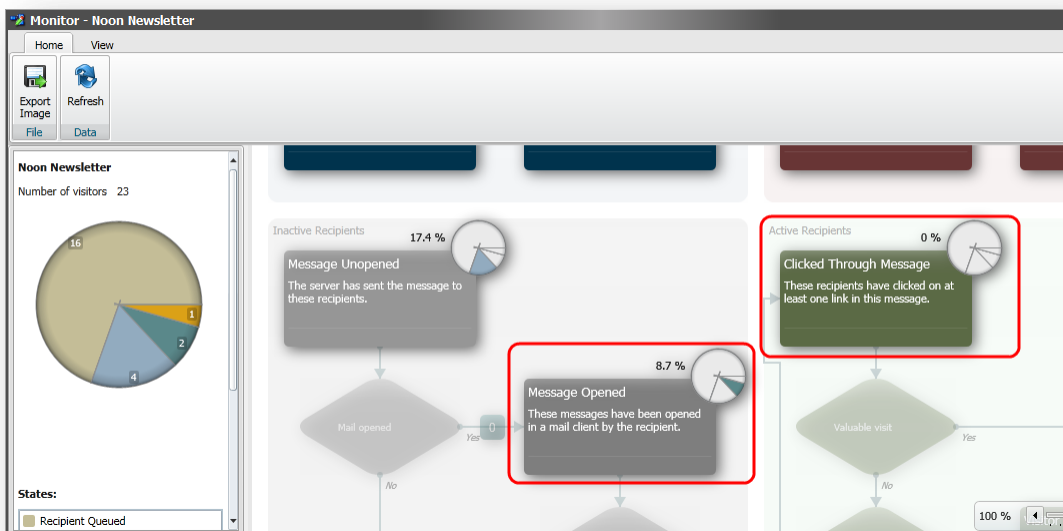 Monitor - Noon Newsletter
Home View
Export Image
Refresh
File Data
Noon Newsletter
Number of visitors 23
16
1
2
4
States:
Recipient Queued
Inactive Recipients
17.4 %
Message Unopened
The server has sent the message to
these recipients.
Mail opened
Yes
0
No
8.7 %
Message Opened
These messages have been opened
in a mail client by the recipient.
Active Recipients
0 %
Clicked Through Message
These recipients have clicked on at
least one link in this message.
Valuable visit
Yes
No
100 %